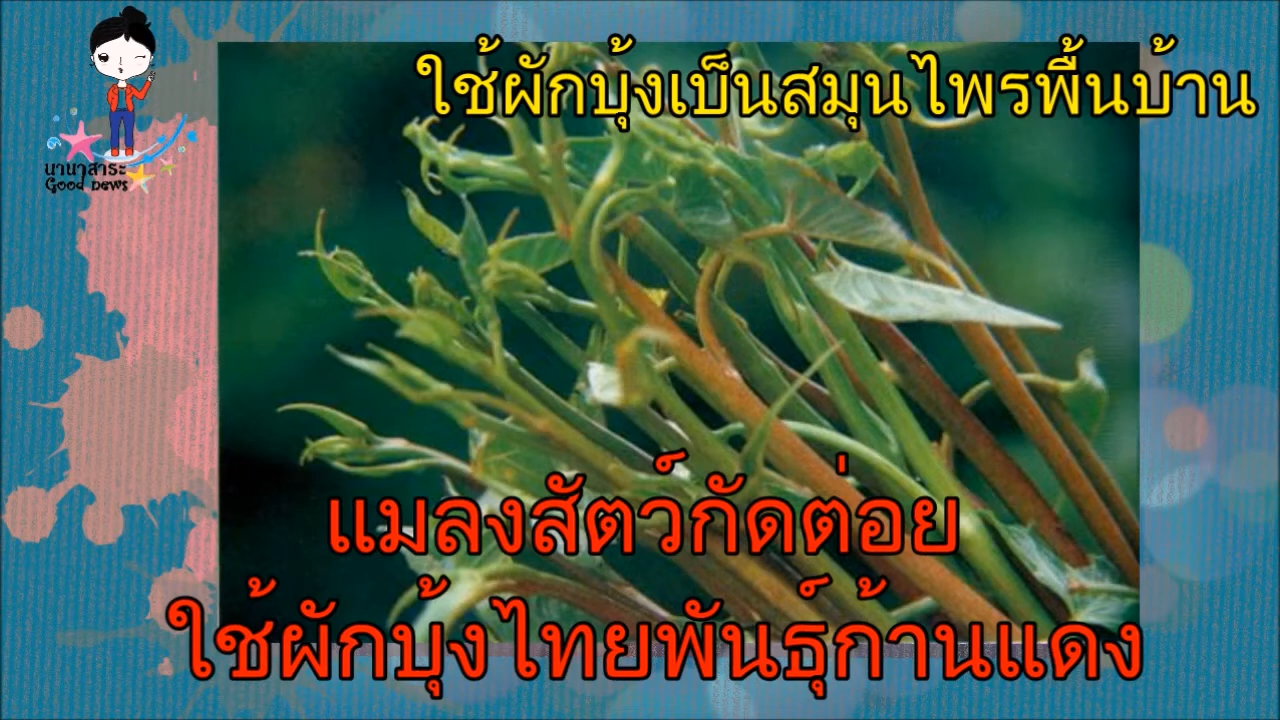 ใช้ผักบุ้งเป็นสมุนไพรพื้นบ้าน
นานาสาระ
Good news
แมลงสัตว์กัดต่อย
ใช้ผักบุ้งไทยพันธุ์ก้านแดง